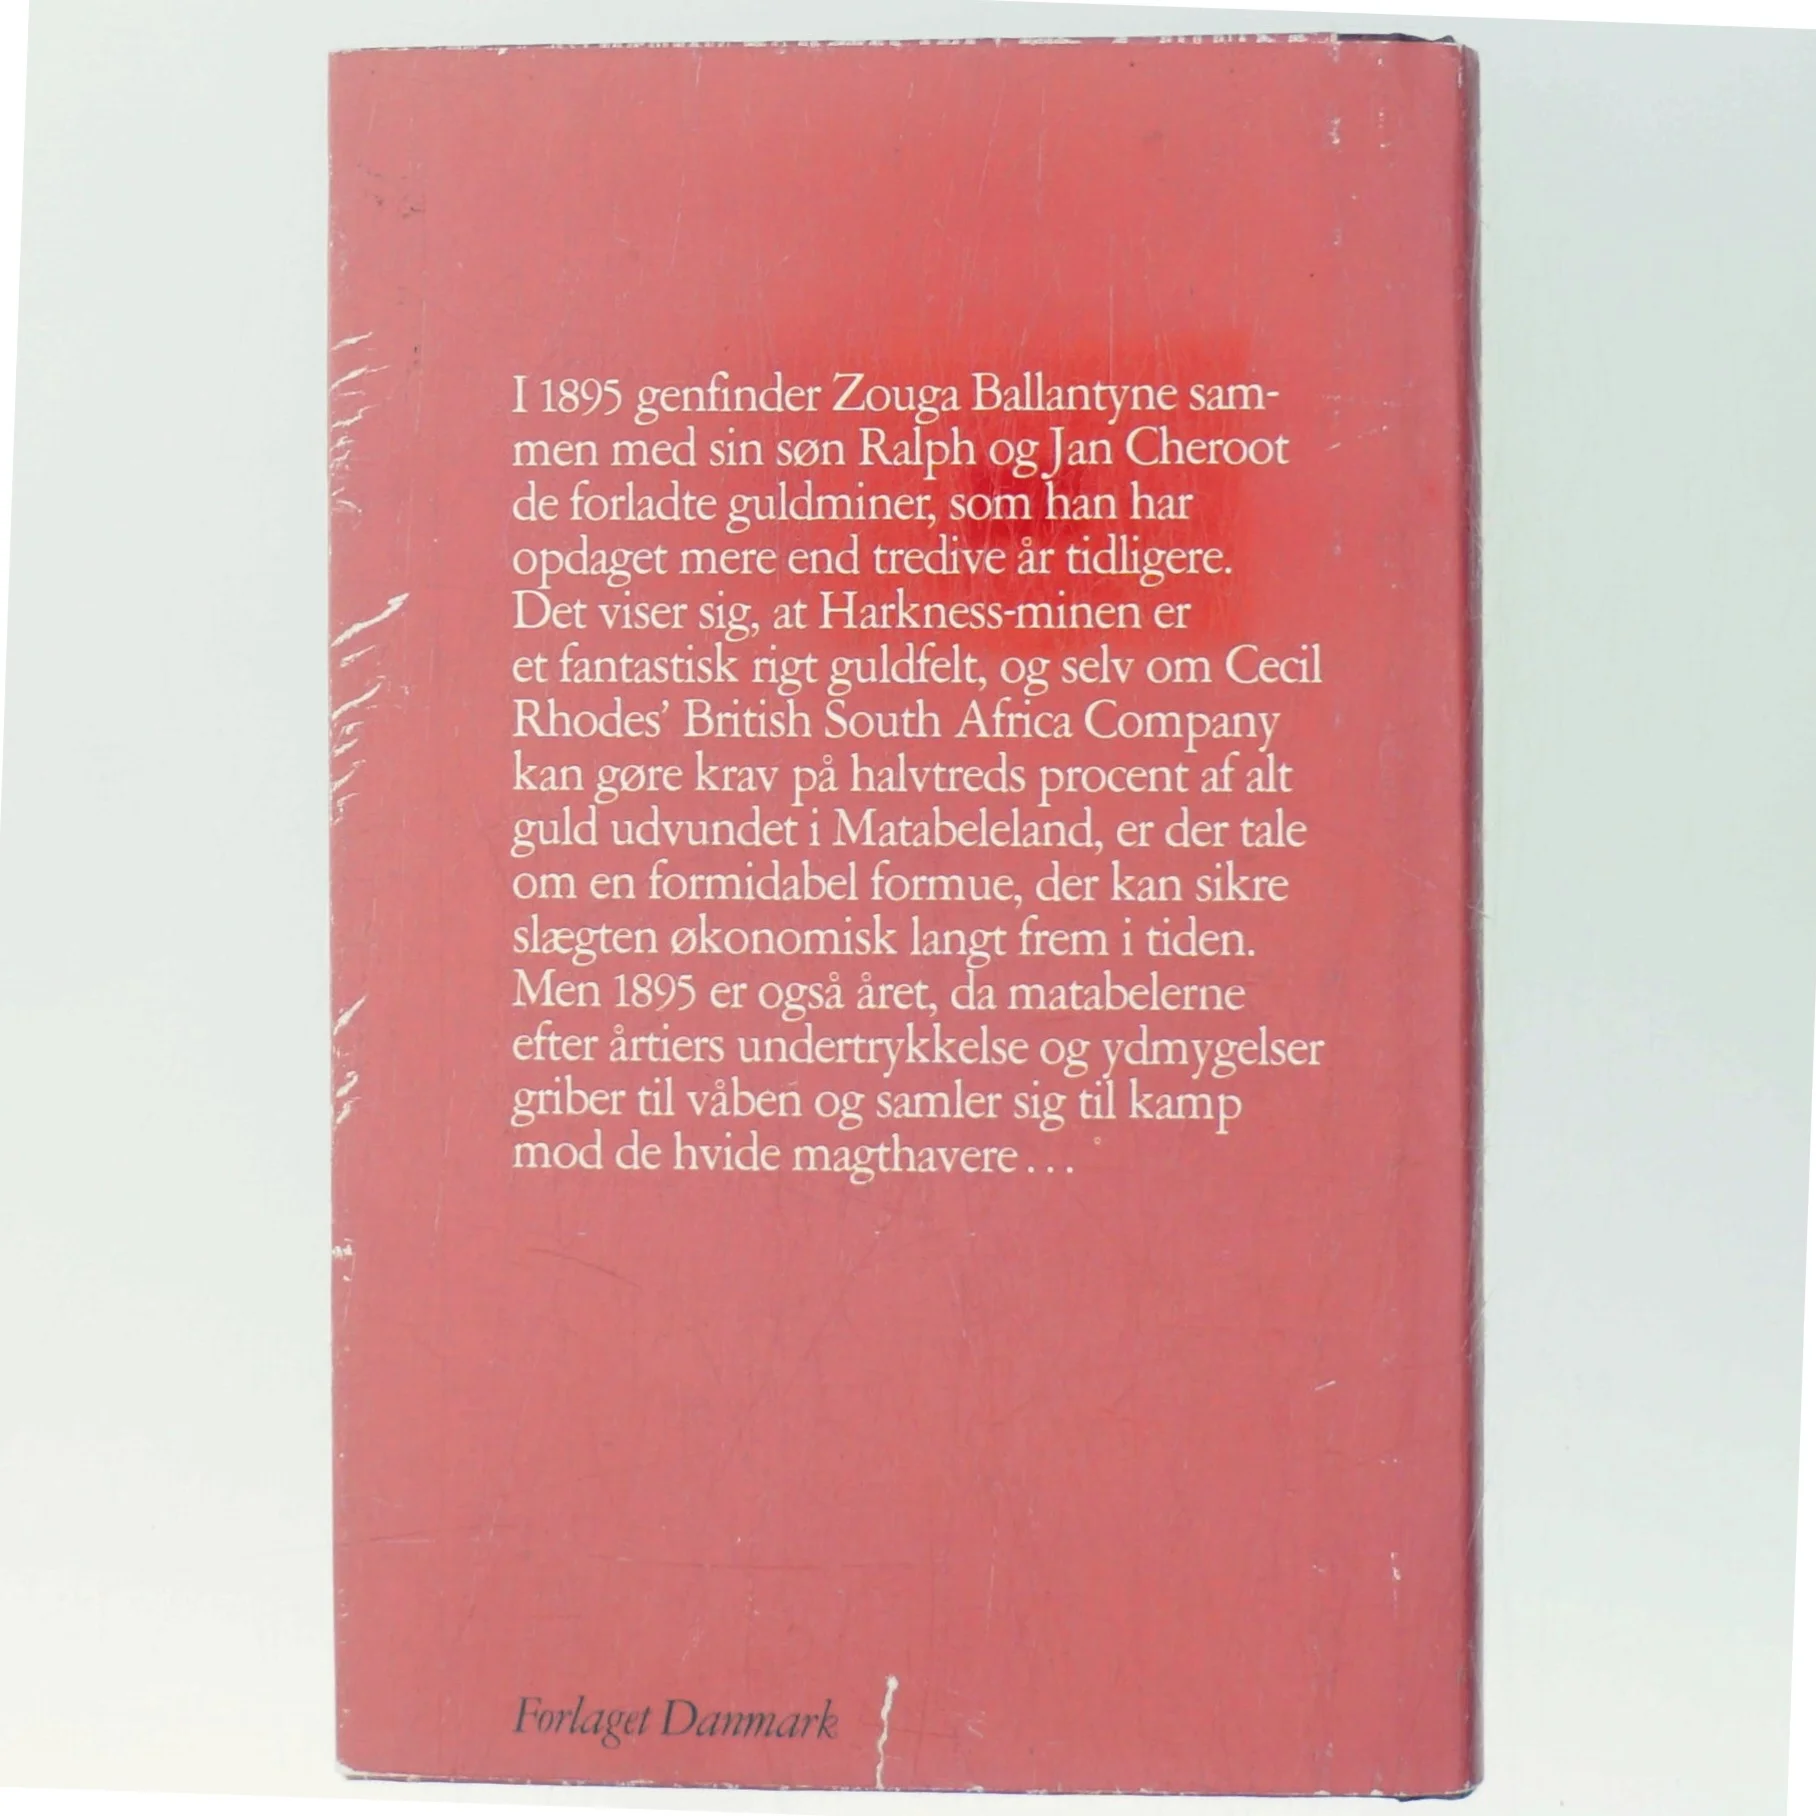 I 1895 genfinder Zouga Ballantyne sam-
men med sin søn Ralph og Jan Cheroot
de forladte guldminer, som han har
opdaget mere end tredive år tidligere.
Det viser sig, at Harkness-minen er
et fantastisk rigt guldfelt, og selv om Cecil
Rhodes’ British South Africa Company
kan gøre krav på halvtreds procent af alt
guld udvundet i Matabeleland, er der tale
om en formidabel formue, der kan sikre
slægten økonomisk langt frem i tiden.
Men 1895 er også året, da matabelerne
efter årtiers undertrykkelse og ydmygelser
griber til våben og samler sig til kamp
mod de hvide magthavere...
Forlaget Danmark